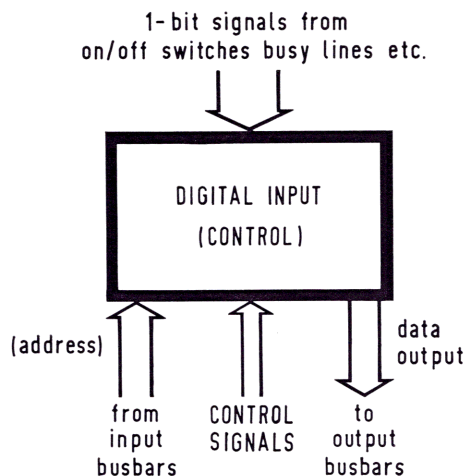 1-bit signals from
on/off switches busy lines etc.
DIGITAL INPUT
(CONTROL)
(address)
data
output
from
input
busbars
CONTROL
SIGNALS
to
output
busbars